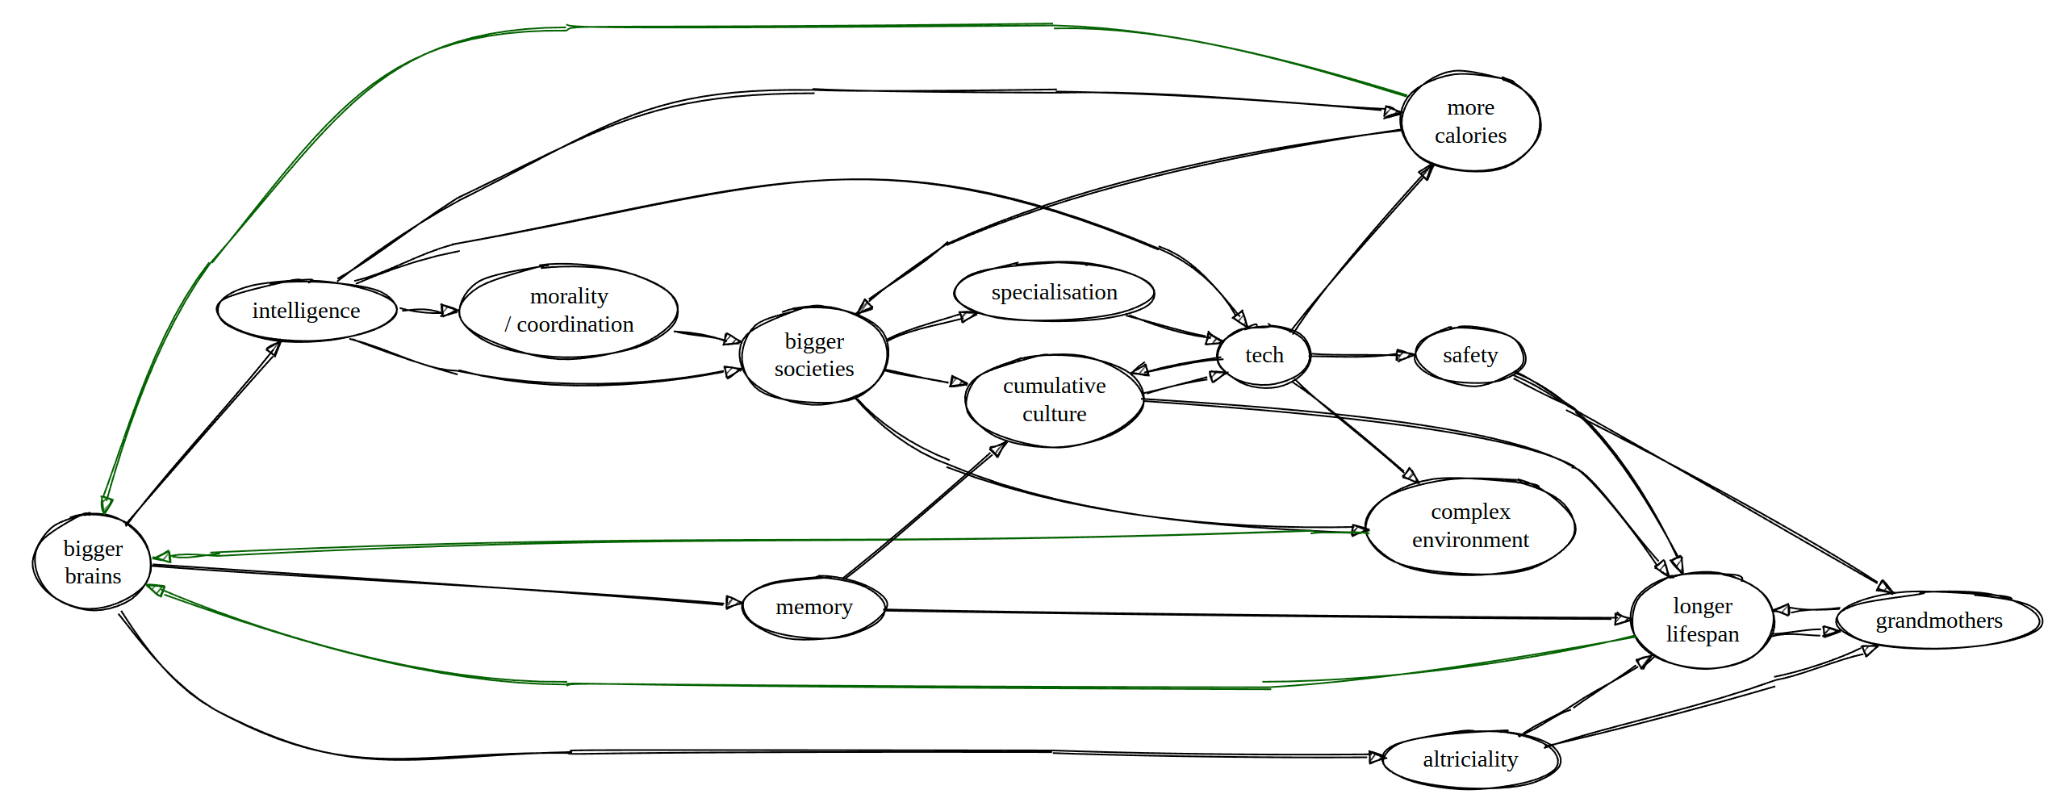 more
calories
intelligence
morality
/ coordination
specialisation
bigger
societies
tech
safety
cumulative
culture
complex
environment
bigger
brains
memory
longer
lifespan
grandmothers
altriciality